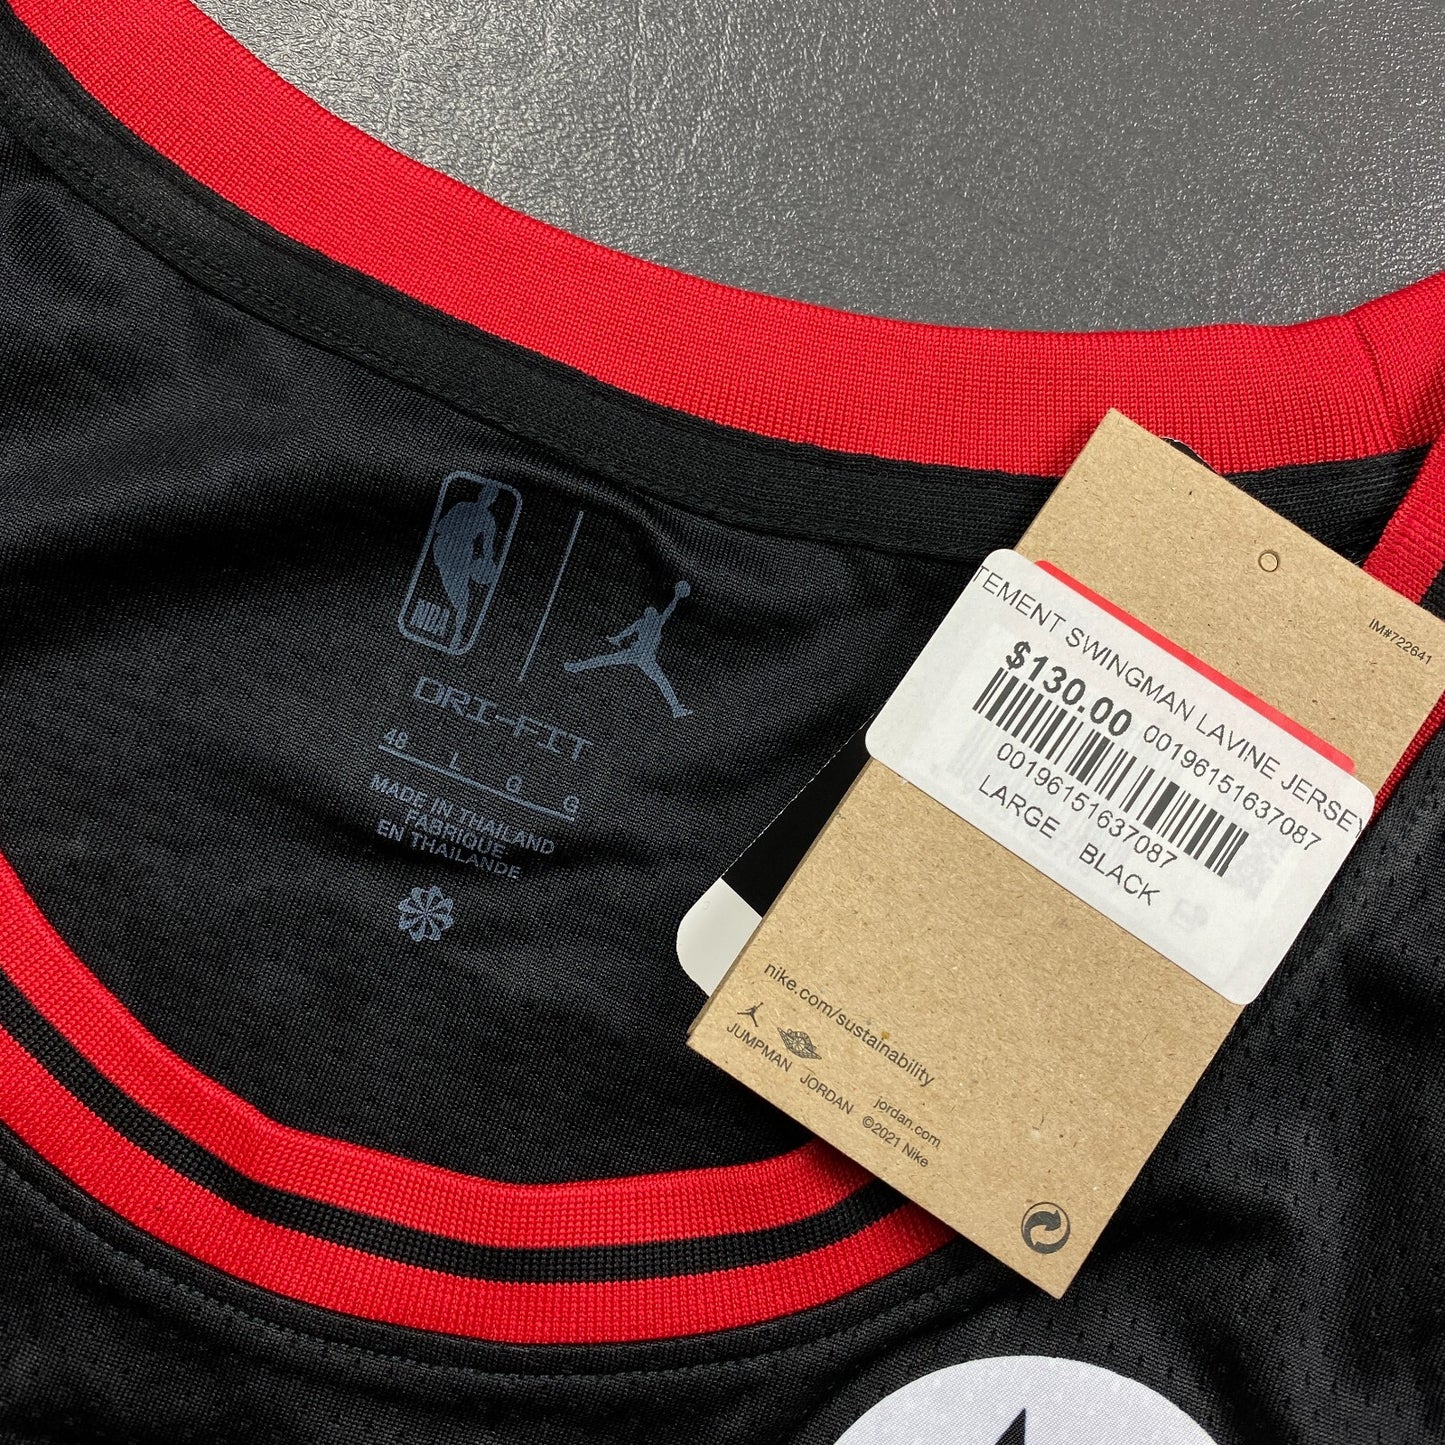 NBA
DRI-FIT
48 L G G
MADE IN THAILAND
FABRIQUE
EN THAILANDE
IM#722641
TEMENT SWINGMAN LAVINE JERSEY
$130.00 00196151637087
00196151637087
LARGE BLACK
nike.com/sustainability
JUMPMAN JORDAN
jordan.com
©2021 Nike